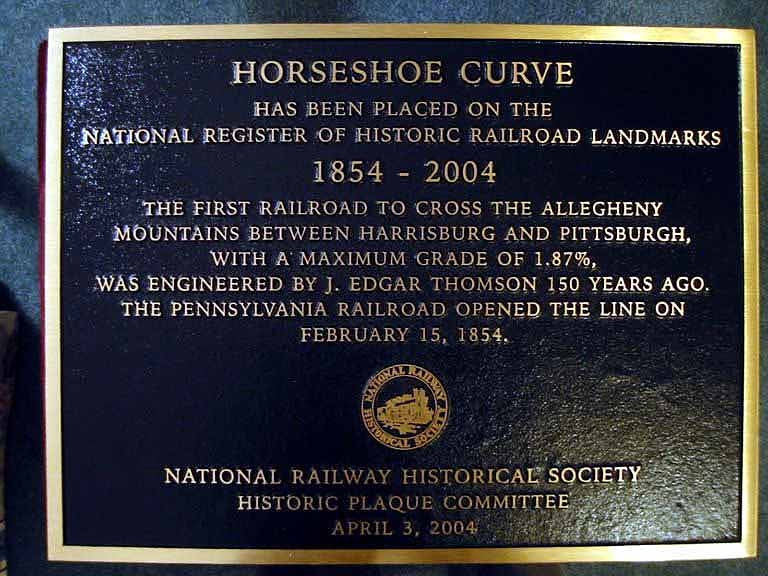 HORSESHOE CURVE
HAS BEEN PLACED ON THE
NATIONAL REGISTER OF HISTORIC RAILROAD LANDMARKS
1854 - 2004
THE FIRST RAILROAD TO CROSS THE ALLEGHENY
MOUNTAINS BETWEEN HARRISBURG AND PITTSBURGH,
WITH A MAXIMUM GRADE OF 1.87%,
WAS ENGINEERED BY J. EDGAR THOMSON 150 YEARS AGO.
THE PENNSYLVANIA RAILROAD OPENED THE LINE ON
FEBRUARY 15, 1854.
NATIONAL RAILWAY
HISTORICAL SOCIETY
NATIONAL RAILWAY HISTORICAL SOCIETY
HISTORIC PLAQUE COMMITTEE
APRIL 3, 2004